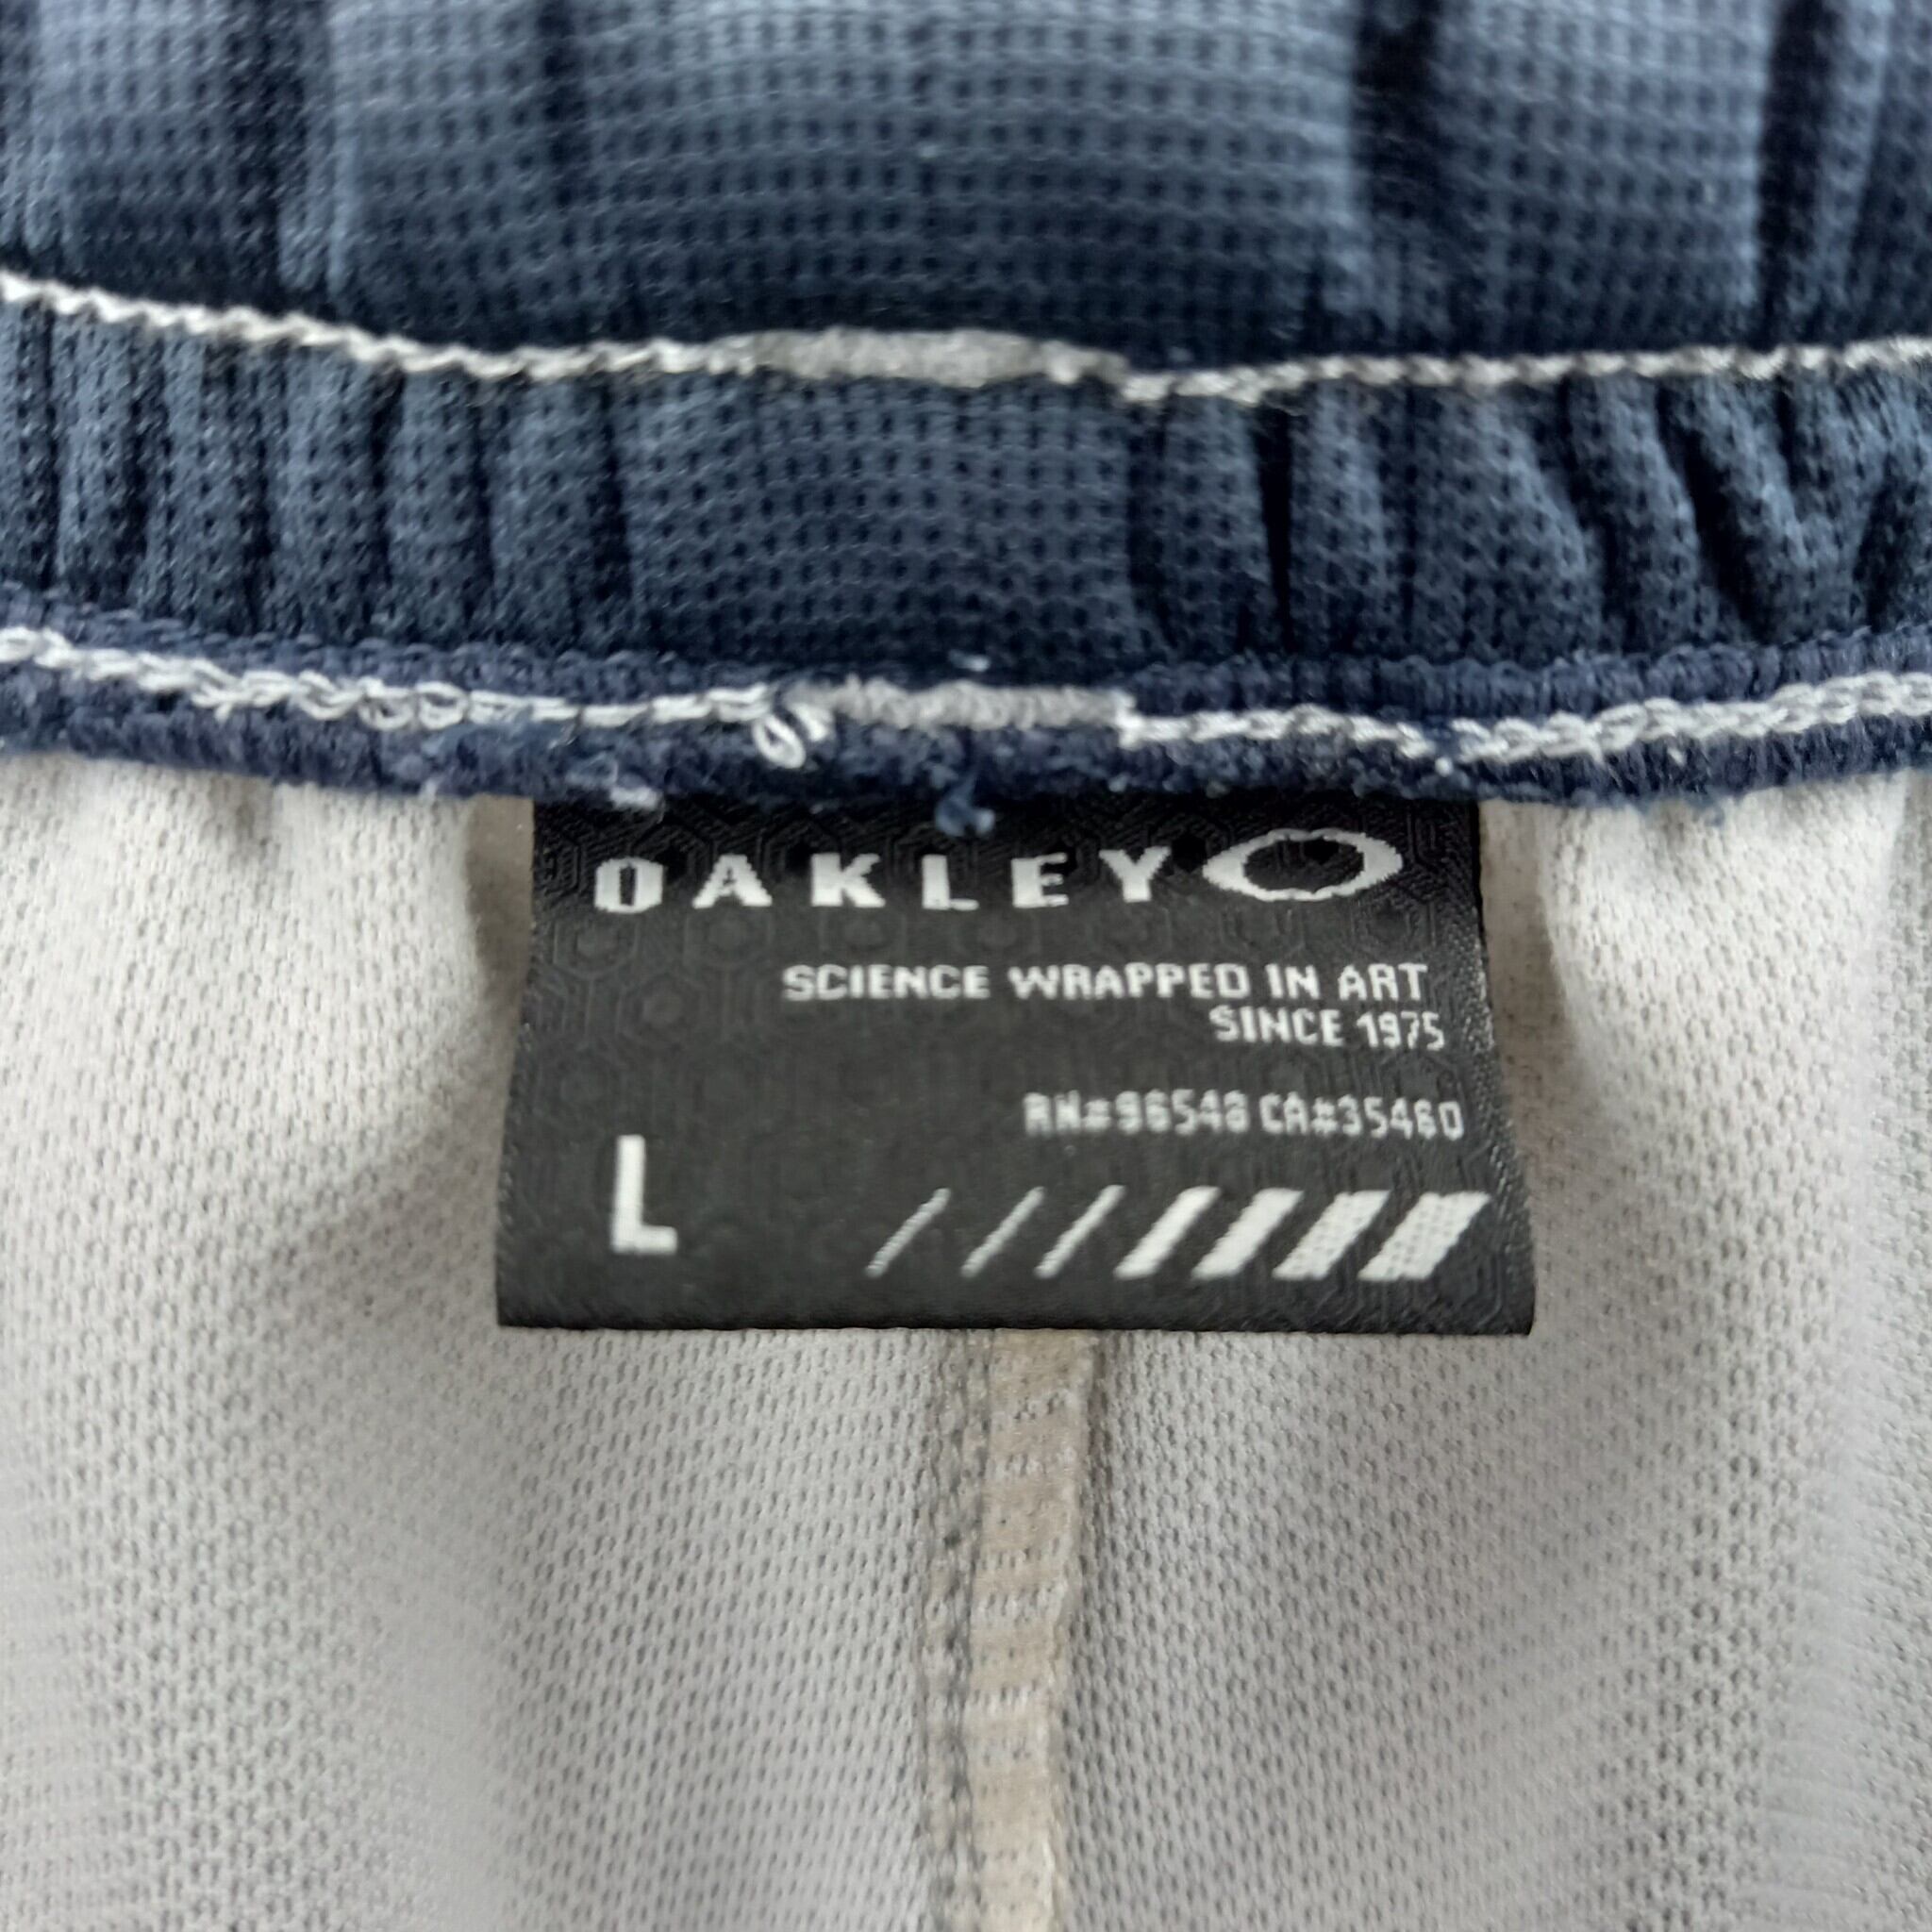 OAKLEY
SCIENCE WRAPPED IN ART
SINCE 1975
RN#96548 CA#35460
L